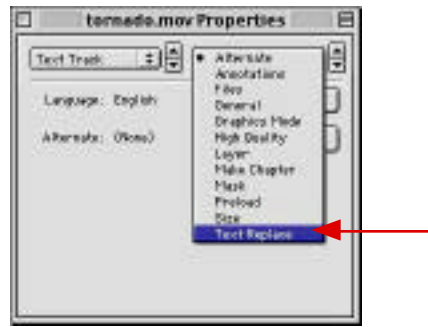 tornado.mov Properties
Text Track
Alternate
Annotations
Files
General
Graphics Mode
High Quality
Layer
Make Chapter
Mask
Preload
Size
Text Replace
Language: English
Alternate: (None)